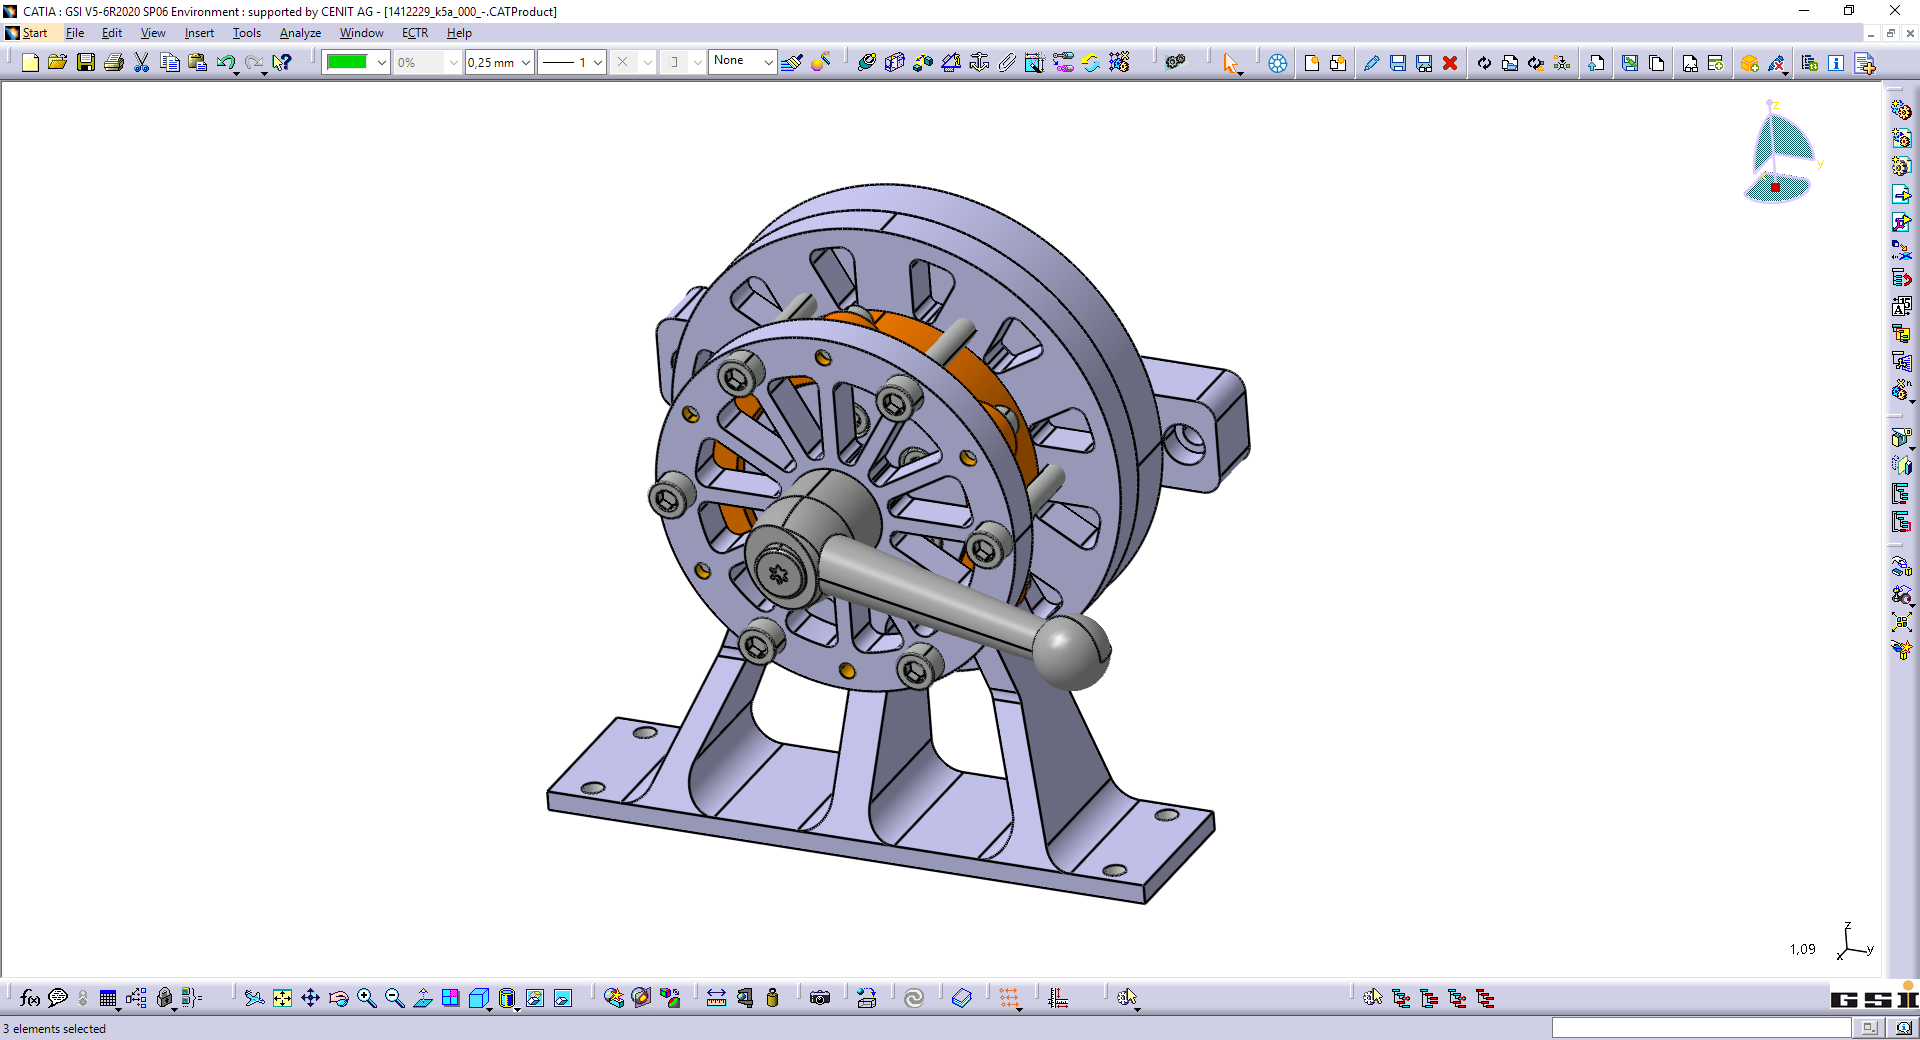 CATIA : GSI V5-6R2020 SP06 Environment : supported by CENIT AG - [1412229_k5a_000_-.CATProduct]
Start File Edit View Insert Tools Analyze Window ECTR Help
0% 0,25 mm 1 None
z
y
z
1,09
y
x
f(x)
GSI
3 elements selected